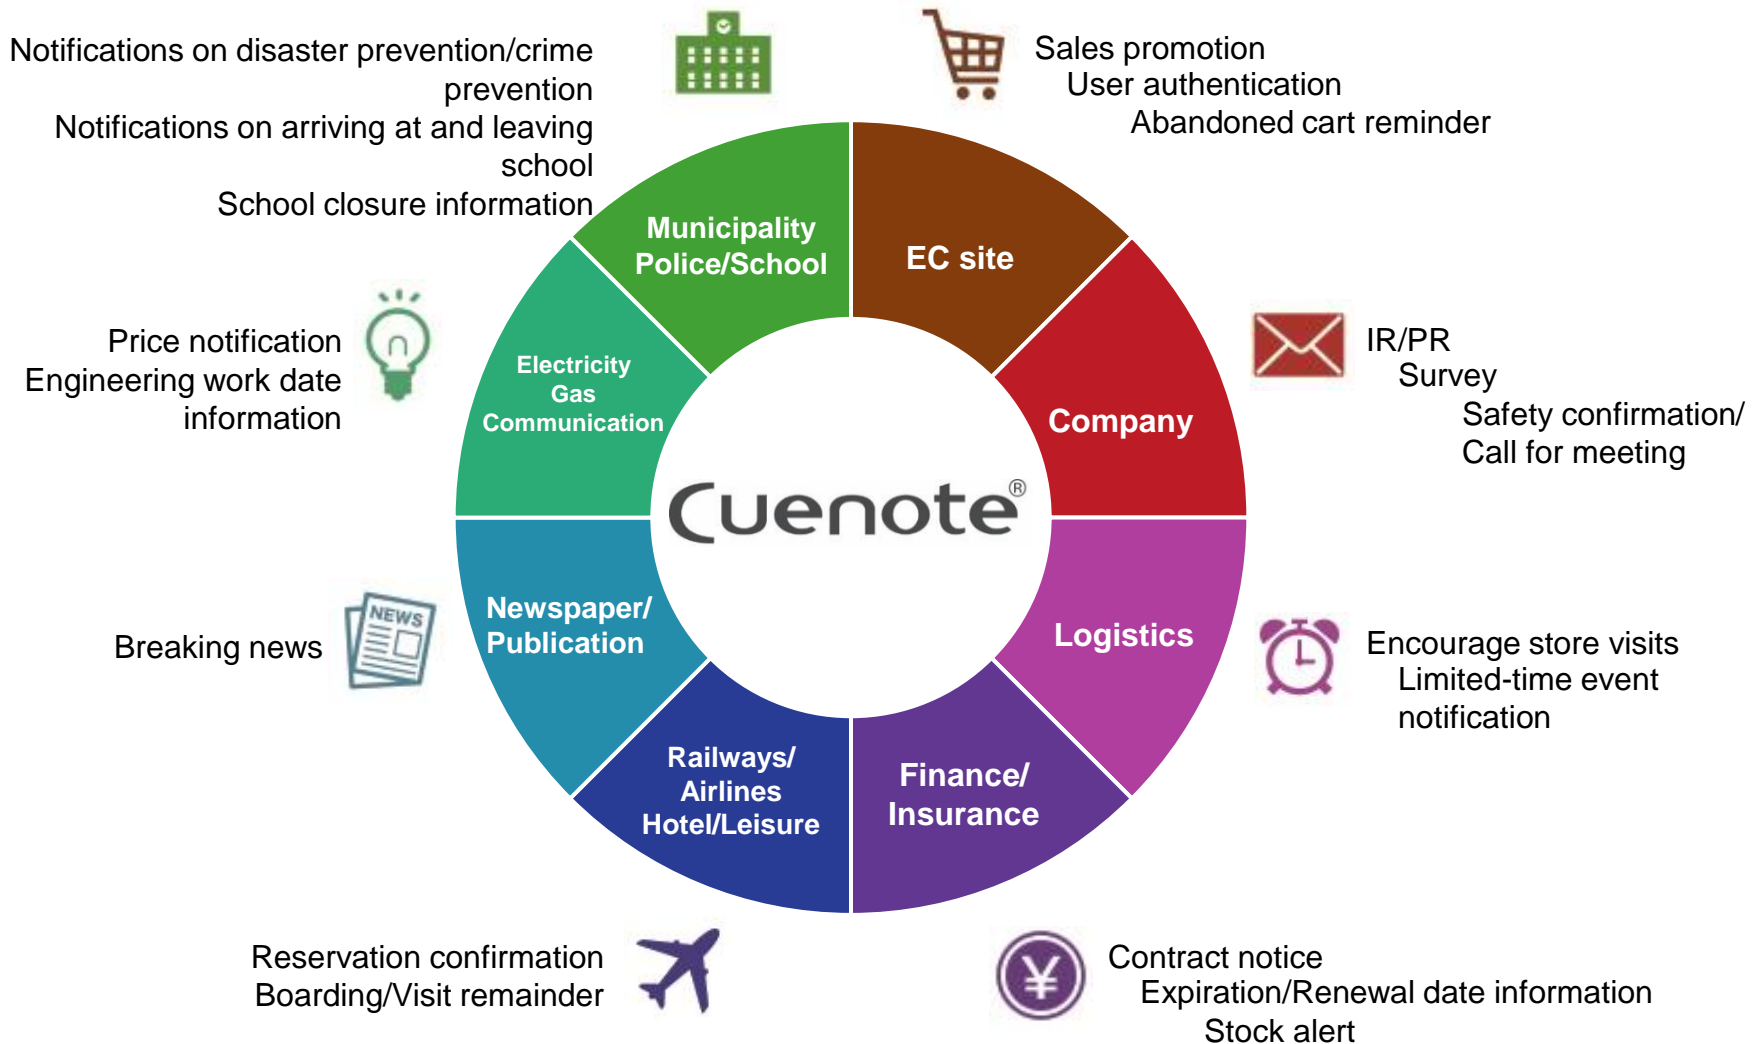 Notifications on disaster prevention/crime
prevention
Notifications on arriving at and leaving
school
School closure information
Sales promotion
User authentication
Abandoned cart reminder
Municipality
Police/School
EC site
Price notification
Engineering work date
information
Electricity
Gas
Communication
Company
IR/PR
Survey
Safety confirmation/
Call for meeting
Cuenote®
Breaking news
NEWS
Newspaper/
Publication
Logistics
Encourage store visits
Limited-time event
notification
Railways/
Airlines
Hotel/Leisure
Finance/
Insurance
Reservation confirmation
Boarding/Visit remainder
¥
Contract notice
Expiration/Renewal date information
Stock alert